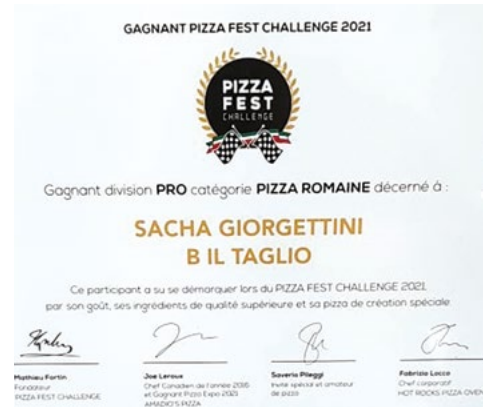 GAGNANT PIZZA FEST CHALLENGE 2021
PIZZA
FEST
CHALLENGE
Gagnant division PRO catégorie PIZZA ROMAINE décerné à :
SACHA GIORGETTINI
B IL TAGLIO
Ce participant a su se démarquer lors du PIZZA FEST CHALLENGE 2021
par son goût, ses ingrédients de qualité supérieure et sa pizza de création spéciale
Mathieu Fortin
Fondateur
PIZZA FEST CHALLENGE
Joe Leroux
Chef Canadien de l'année 2016
et Gagnant Pizza Expo 2021
AMADIO'S PIZZA
Saverio Pileggi
Invité spécial et amateur
de pizza
Fabrizio Lacco
Chef corporatif
HOT ROCKS PIZZA OVEN